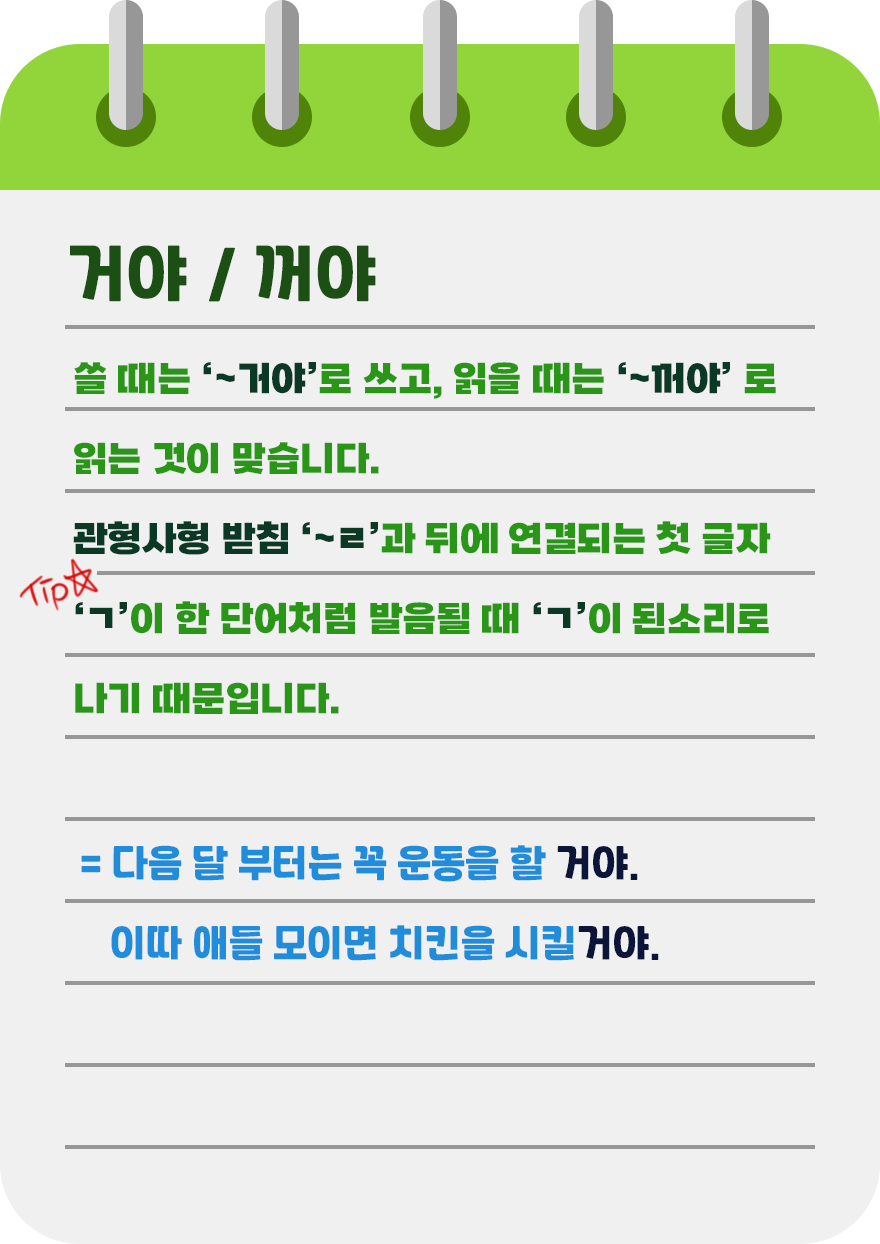 거야 / 꺼야
쓸 때는 ‘~거야’로 쓰고, 읽을 때는 ‘~꺼야’ 로
읽는 것이 맞습니다.
관형사형 받침 ‘~ㄹ’과 뒤에 연결되는 첫 글자
Tip☆
‘ㄱ’이 한 단어처럼 발음될 때 ‘ㄱ’이 된소리로
나기 때문입니다.
= 다음 달 부터는 꼭 운동을 할 거야.
이따 애들 모이면 치킨을 시킬거야.